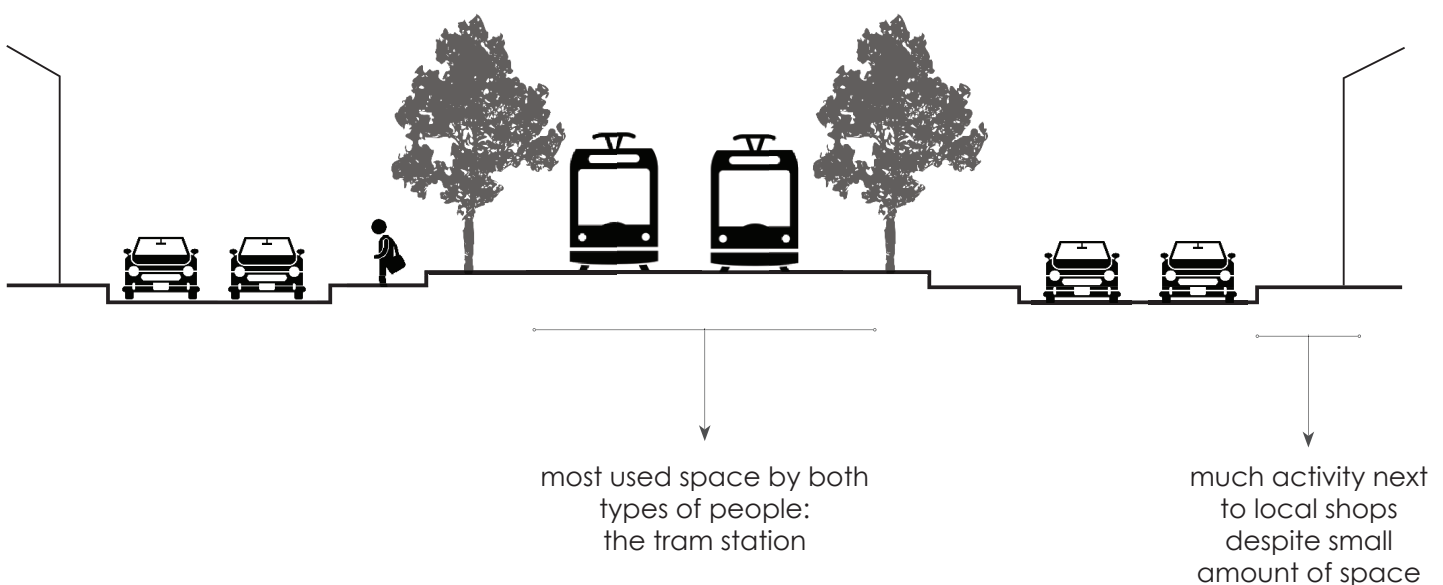 most used space by both
types of people:
the tram station
much activity next
to local shops
despite small
amount of space